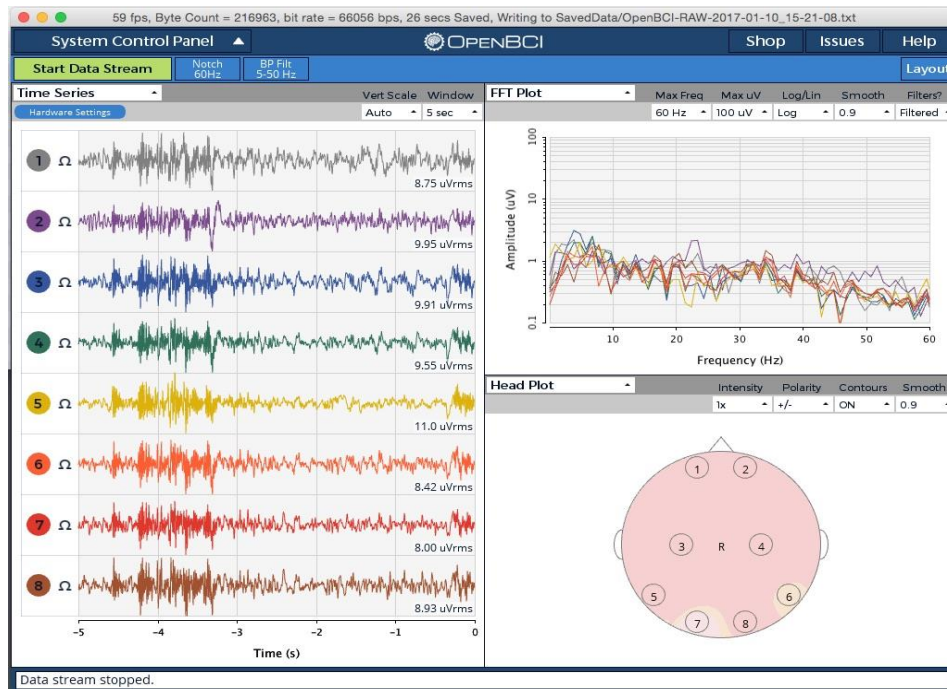 59 fps, Byte Count = 216963, bit rate = 66056 bps, 26 secs Saved, Writing to SavedData/OpenBCI-RAW-2017-01-10_15-21-08.txt
System Control Panel
OPENBCI
Shop
Issues
Help
Start Data Stream
Notch
60Hz
BP Filt
5-50 Hz
Layout
Time Series
Vert Scale
Window
Hardware Settings
Auto
5 sec
1 Ω
8.75 uVrms
2 Ω
9.95 uVrms
3 Ω
9.91 uVrms
4 Ω
9.55 uVrms
5 Ω
11.0 uVrms
6 Ω
8.42 uVrms
7 Ω
8.00 uVrms
8 Ω
8.93 uVrms
-5 -4 -3 -2 -1 0
Time (s)
FFT Plot
Max Freq
Max uV
Log/Lin
Smooth
Filters?
60 Hz
100 uV
Log
0.9
Filtered
100
10
1
0.1
Amplitude (uV)
10 20 30 40 50 60
Frequency (Hz)
Head Plot
Intensity
Polarity
Contours
Smooth
1x
+/-
ON
0.9
1 2
3 R 4
5 6
7 8
Data stream stopped.